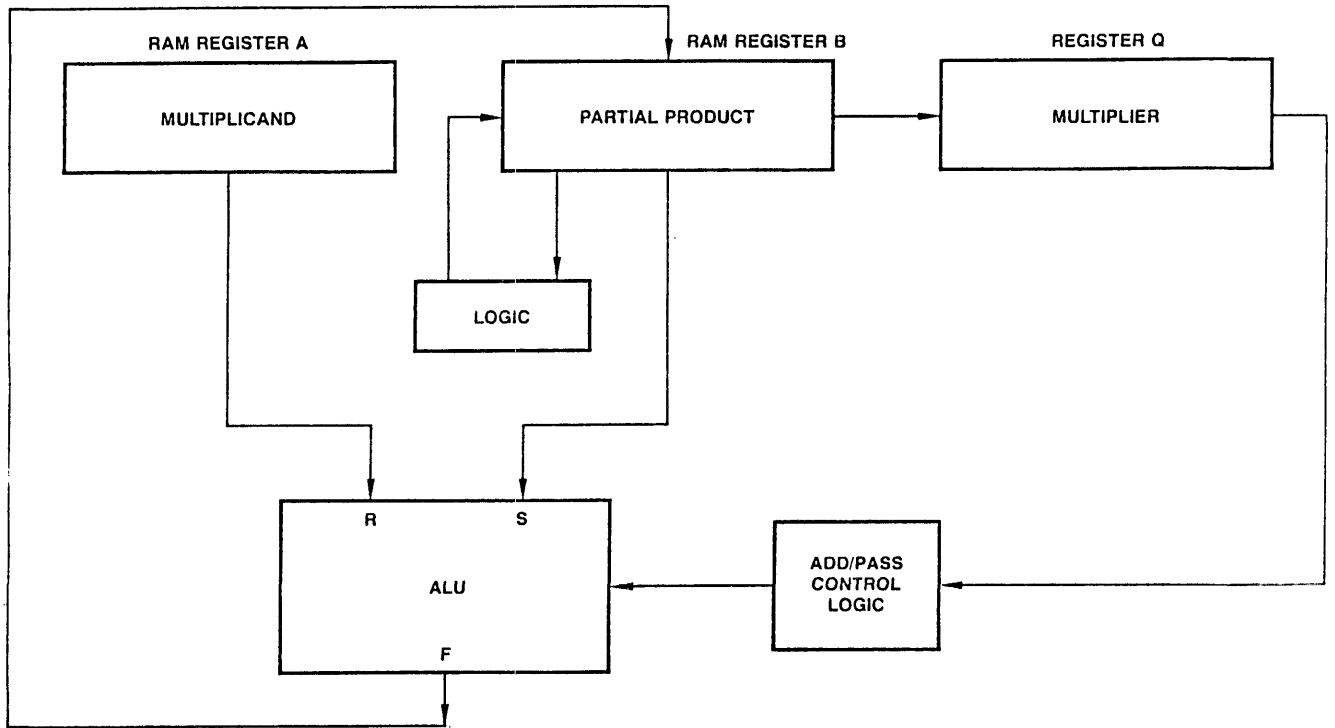 RAM REGISTER A
RAM REGISTER B
REGISTER Q
MULTIPLICAND
PARTIAL PRODUCT
MULTIPLIER
LOGIC
R
S
ALU
F
ADD/PASS
CONTROL
LOGIC